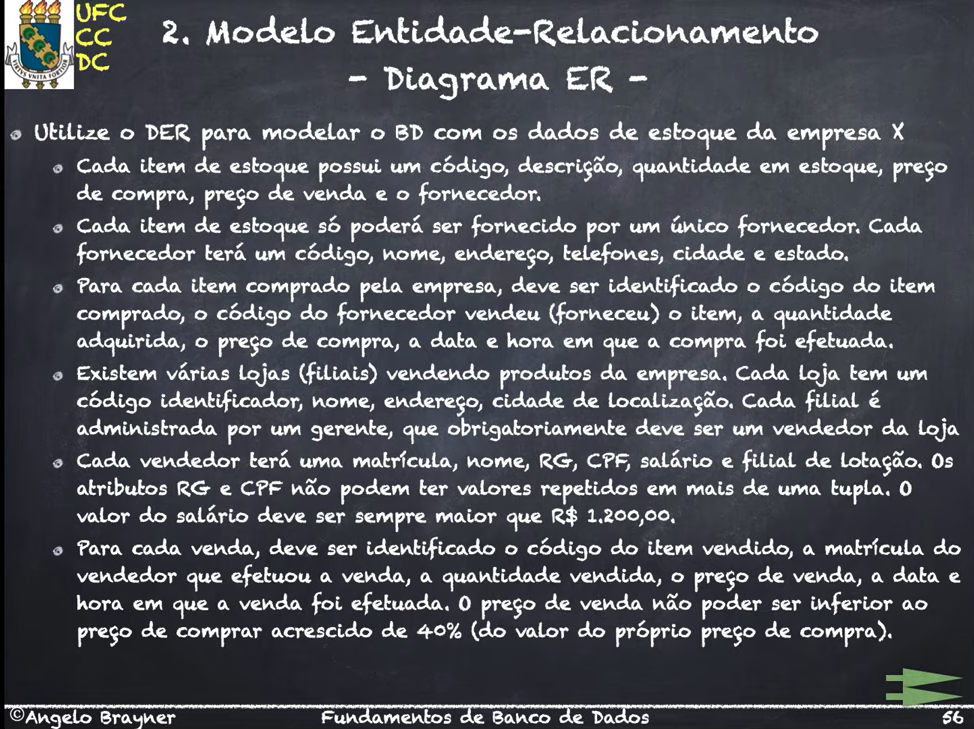 UFC
CC
DC
2. Modelo Entidade-Relacionamento
- Diagrama ER -
Utilize o DER para modelar o BD com os dados de estoque da empresa X
Cada item de estoque possui um código, descrição, quantidade em estoque, preço
de compra, preço de venda e o fornecedor.
Cada item de estoque só poderá ser fornecido por um único fornecedor. Cada
fornecedor terá um código, nome, endereço, telefones, cidade e estado.
Para cada item comprado pela empresa, deve ser identificado o código do item
comprado, o código do fornecedor vendeu (forneceu) o item, a quantidade
adquirida, o preço de compra, a data e hora em que a compra foi efetuada.
Existem várias lojas (filiais) vendendo produtos da empresa. Cada loja tem um
código identificador, nome, endereço, cidade de localização. Cada filial é
administrada por um gerente, que obrigatoriamente deve ser um vendedor da loja
Cada vendedor terá uma matrícula, nome, RG, CPF, salário e filial de lotação. Os
atributos RG e CPF não podem ter valores repetidos em mais de uma tupla. O
valor do salário deve ser sempre maior que R$ 1.200,00.
Para cada venda, deve ser identificado o código do item vendido, a matrícula do
vendedor que efetuou a venda, a quantidade vendida, o preço de venda, a data e
hora em que a venda foi efetuada. O preço de venda não poder ser inferior ao
preço de comprar acrescido de 40% (do valor do próprio preço de compra).
©Angelo Brayner
Fundamentos de Banco de Dados
56